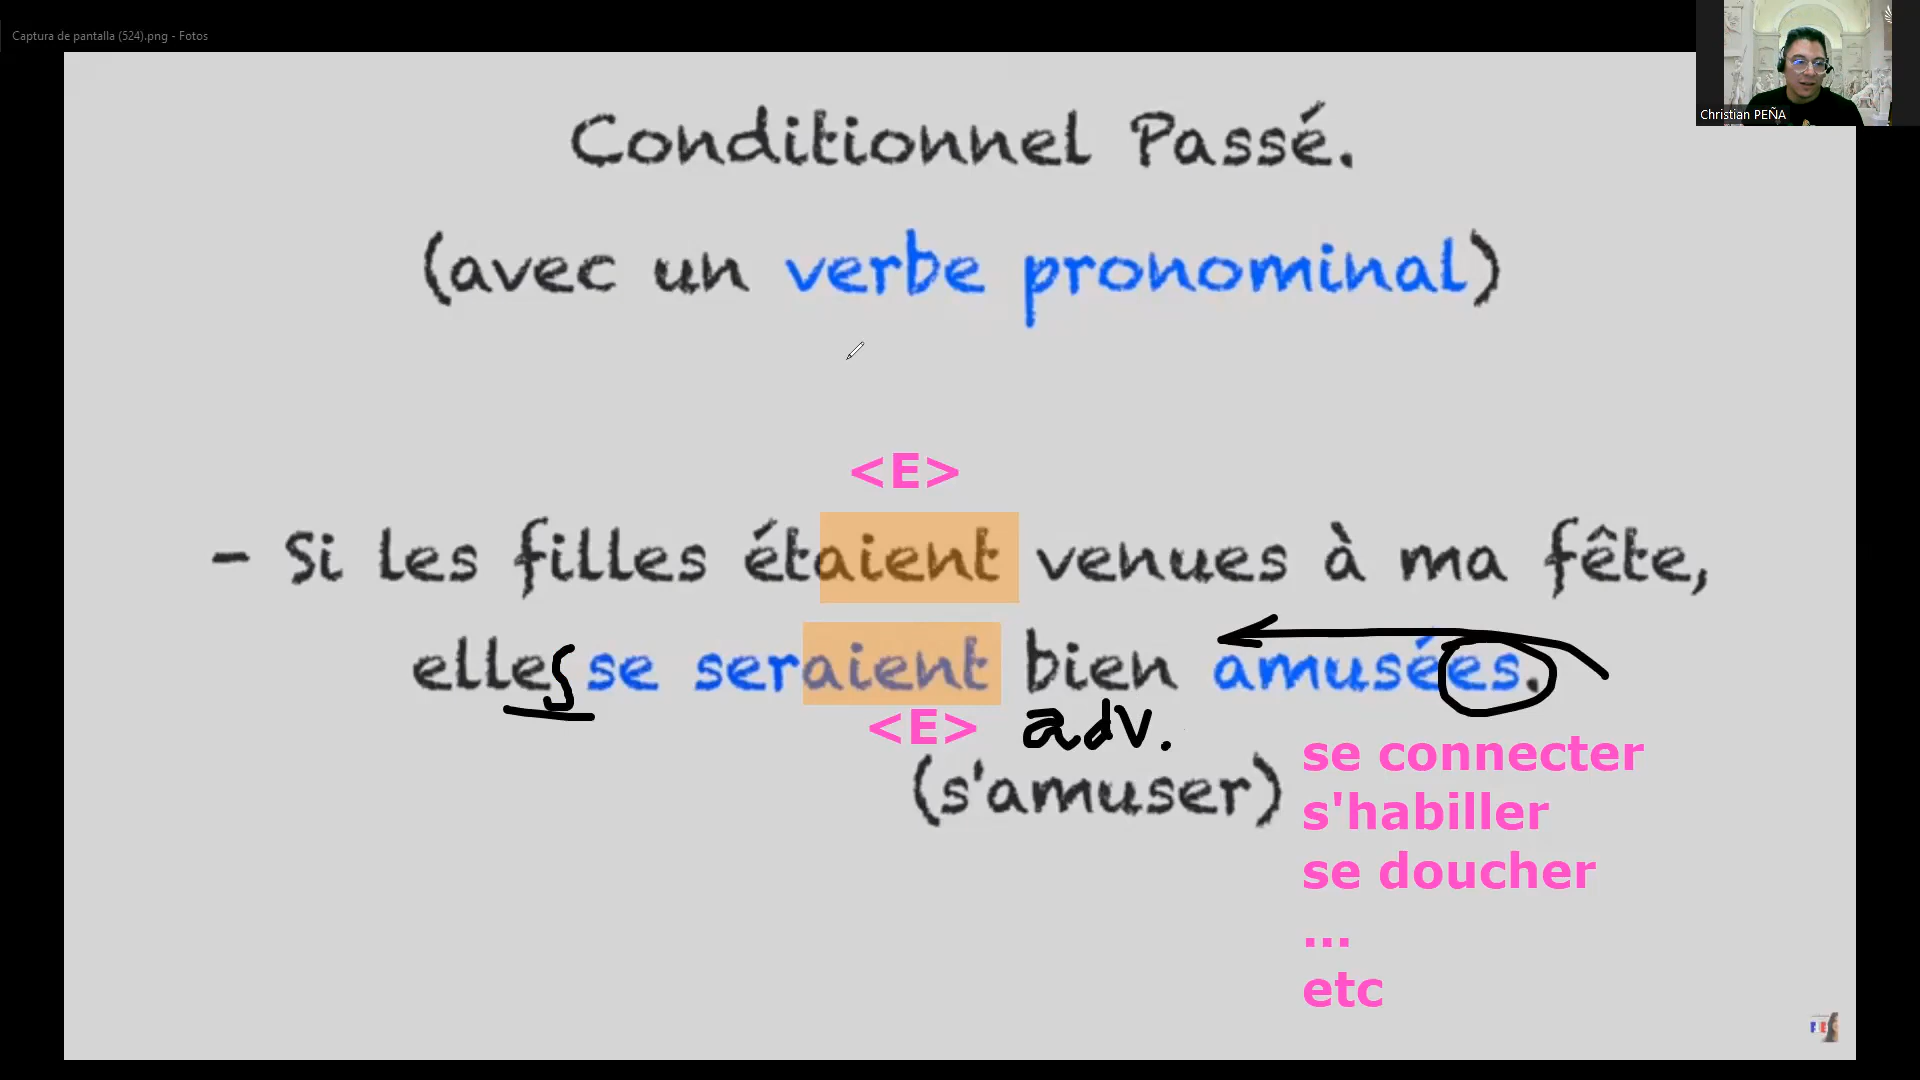 Captura de pantalla (524).png - Fotos
Christian PEÑA
Conditionnel Passé.
(avec un verbe pronominal)
<E>
- Si les filles étaient venues à ma fête,
elles se seraient bien amusées.
<E> adv.
(s'amuser)
se connecter
s'habiller
se doucher
...
etc